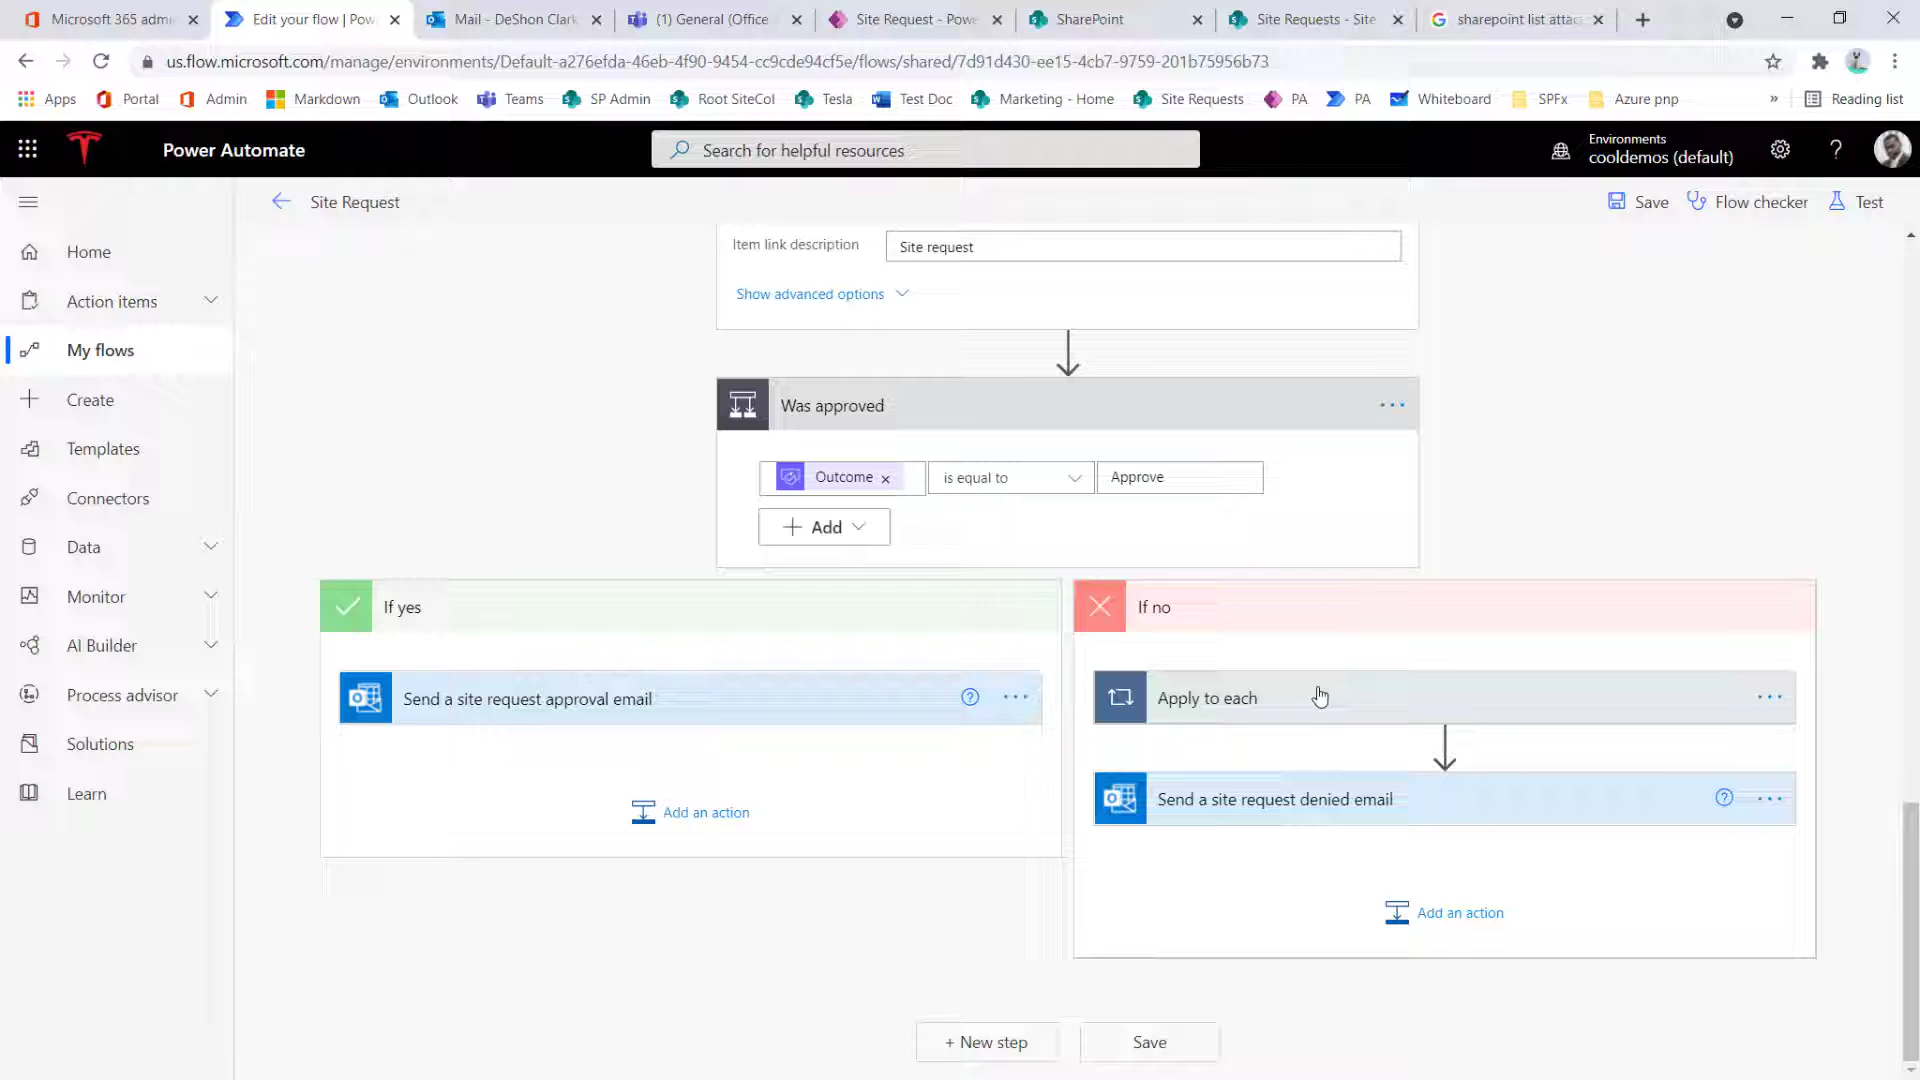 Microsoft 365 admi
Edit your flow | Pow
Mail - DeShon Clark
(1) General (Office
Site Request - Powe
SharePoint
Site Requests - Site
sharepoint list attac
us.flow.microsoft.com/manage/environments/Default-a276efda-46eb-4f90-9454-cc9cde94cf5e/flows/shared/7d91d430-ee15-4cb7-9759-201b75956b73
Apps Portal Admin Markdown Outlook Teams SP Admin Root SiteCol Tesla Test Doc Marketing - Home Site Requests PA PA Whiteboard SPFx Azure pnp » Reading list
Power Automate
Search for helpful resources
Environments
cooldemos (default)
Site Request
Save
Flow checker
Test
Home
Action items
My flows
Create
Templates
Connectors
Data
Monitor
AI Builder
Process advisor
Solutions
Learn
Item link description
Site request
Show advanced options
Was approved
Outcome
is equal to
Approve
Add
If yes
Send a site request approval email
Add an action
If no
Apply to each
Send a site request denied email
Add an action
+ New step
Save